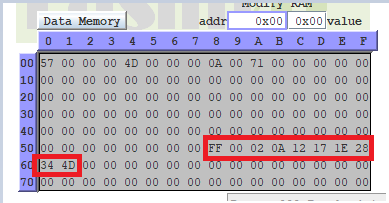 Modify RAM
Data Memory addr 0x00 0x00 value
0 1 2 3 4 5 6 7 8 9 A B C D E F
00 57 00 00 00 4D 00 00 00 0A 00 71 00 00 00 00 00
10 00 00 00 00 00 00 00 00 00 00 00 00 00 00 00 00
20 00 00 00 00 00 00 00 00 00 00 00 00 00 00 00 00
30 00 00 00 00 00 00 00 00 00 00 00 00 00 00 00 00
40 00 00 00 00 00 00 00 00 00 00 00 00 00 00 00 00
50 00 00 00 00 00 00 00 00 FF 00 02 0A 12 17 1E 28
60 34 4D 00 00 00 00 00 00 00 00 00 00 00 00 00 00
70 00 00 00 00 00 00 00 00 00 00 00 00 00 00 00 00